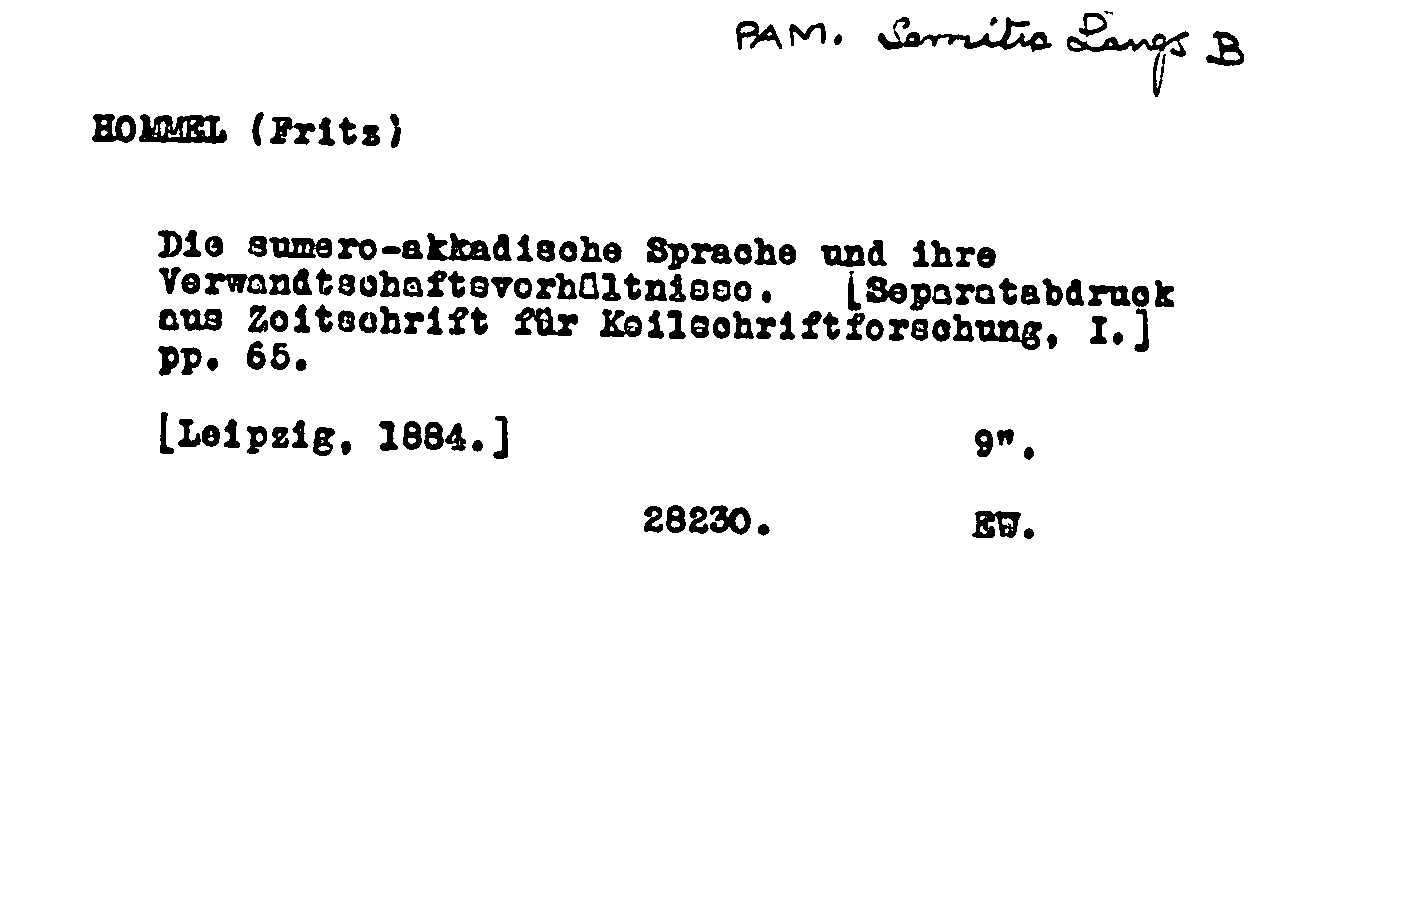 PAM. Semitic Langs B
HOMMEL (Fritz)
Die sumero-akkadische Sprache und ihre
Verwandtschaftsverhältnisse. [Separatabdruck
aus Zeitschrift für Keilschriftforschung, I.]
pp. 65.
[Leipzig, 1884.] 9".
28230. EW.